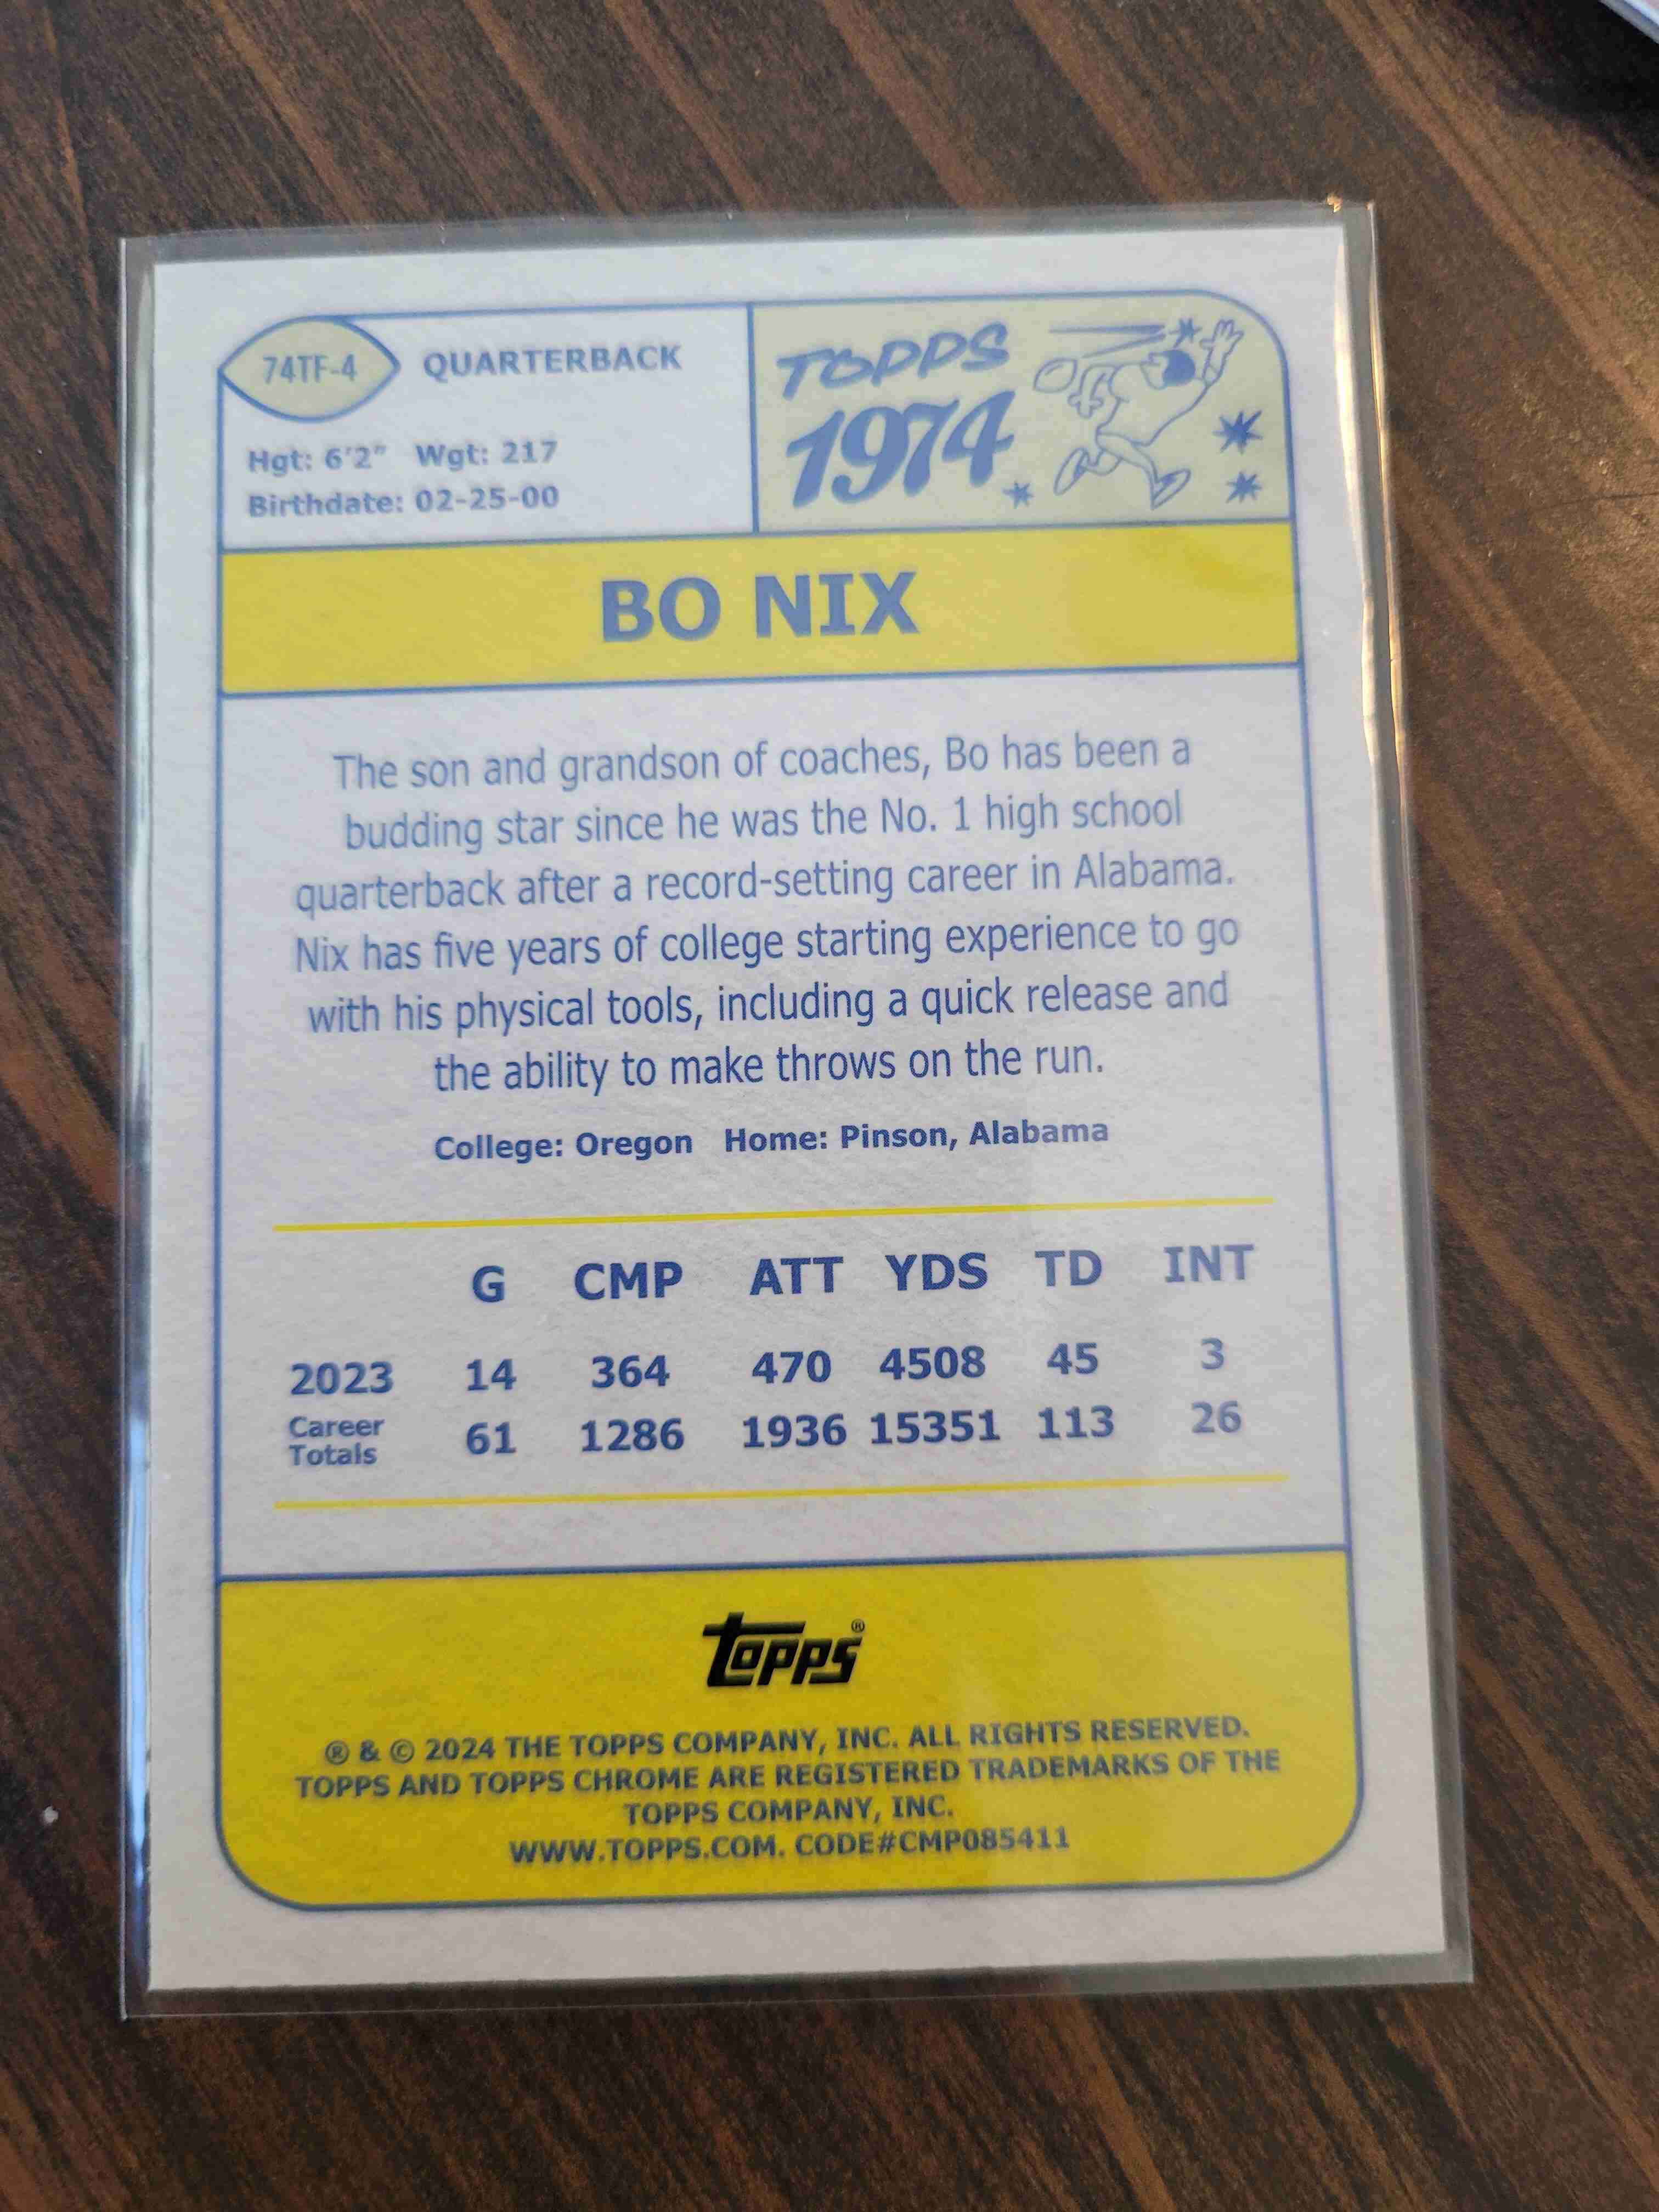 74TF-4 QUARTERBACK
Hgt: 6'2" Wgt: 217
Birthdate: 02-25-00
TOPPS
1974
BO NIX
The son and grandson of coaches, Bo has been a
budding star since he was the No. 1 high school
quarterback after a record-setting career in Alabama.
Nix has five years of college starting experience to go
with his physical tools, including a quick release and
the ability to make throws on the run.
College: Oregon Home: Pinson, Alabama
G CMP ATT YDS TD INT
2023 14 364 470 4508 45 3
Career
Totals 61 1286 1936 15351 113 26
topps®
® & © 2024 THE TOPPS COMPANY, INC. ALL RIGHTS RESERVED.
TOPPS AND TOPPS CHROME ARE REGISTERED TRADEMARKS OF THE
TOPPS COMPANY, INC.
WWW.TOPPS.COM. CODE#CMP085411